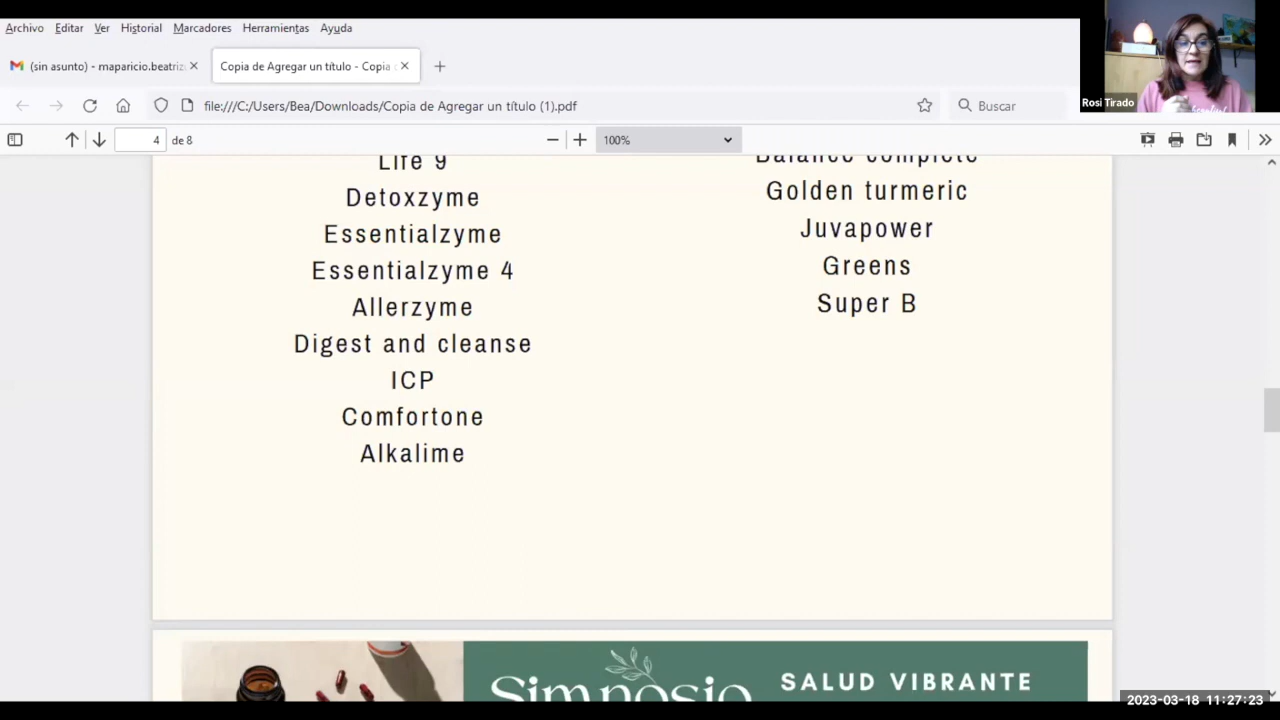 Archivo Editar Ver Historial Marcadores Herramientas Ayuda
(sin asunto) - maparicio.beatriz
Copia de Agregar un título - Copia
file:///C:/Users/Bea/Downloads/Copia de Agregar un título (1).pdf
Buscar
Rosi Tirado
4 de 8
100%
Life 9
Detoxzyme
Essentialzyme
Essentialzyme 4
Allerzyme
Digest and cleanse
ICP
Comfortone
Alkalime
Balance complete
Golden turmeric
Juvapower
Greens
Super B
Simposio
SALUD VIBRANTE
2023-03-18 11:27:23